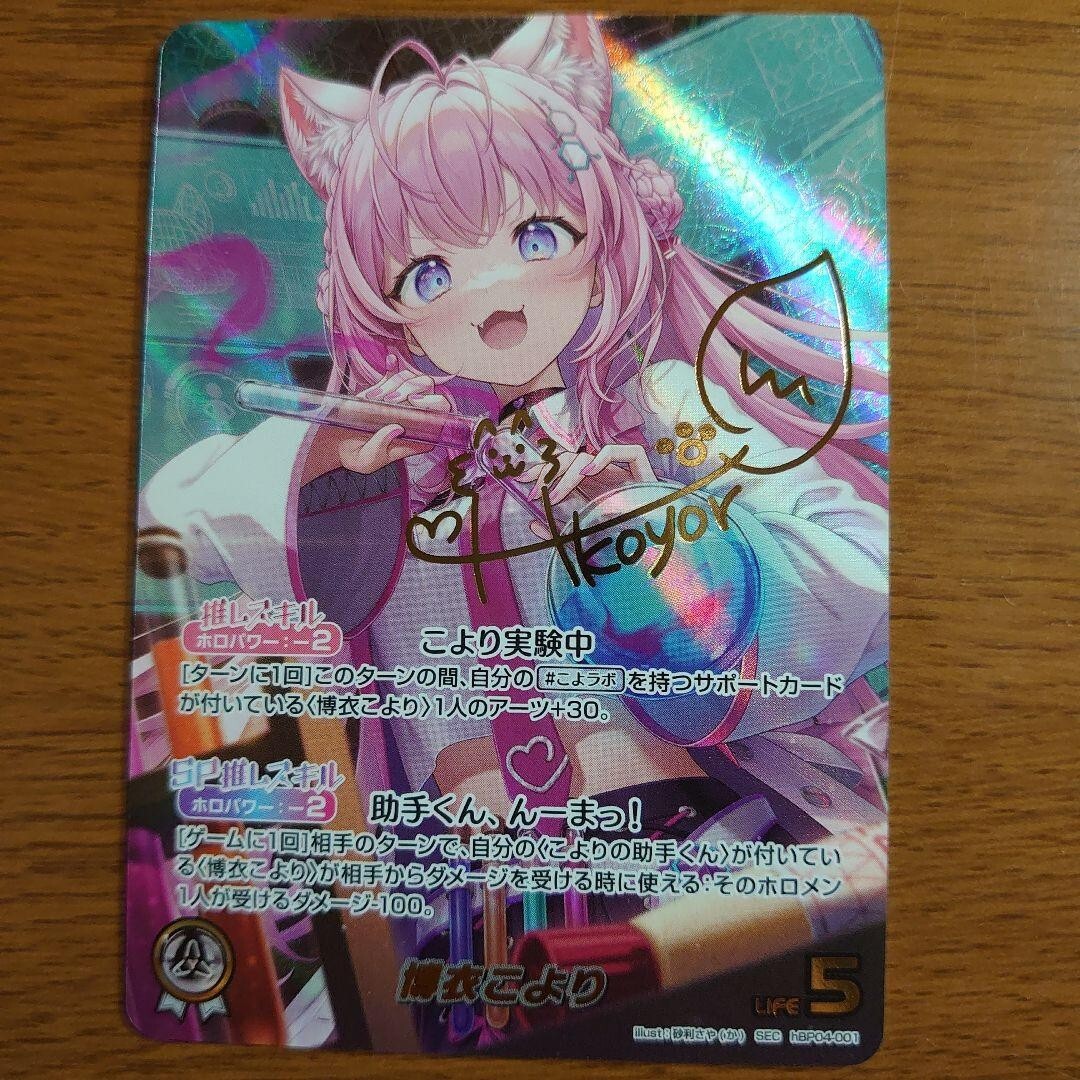 koyori
推しスキル
ホロパワー：－2
こより実験中
[ターンに1回]このターンの間、自分の #こよラボ を持つサポートカード
が付いている〈博衣こより〉1人のアーツ+30。
SP推しスキル
ホロパワー：－2
助手くん、んーまっ！
[ゲームに1回]相手のターンで、自分の〈こよりの助手くん〉が付いてい
る〈博衣こより〉が相手からダメージを受ける時に使える：そのホロメン
1人が受けるダメージ-100。
博衣こより
LIFE 5
illust：砂利さや(か) SEC hBP04-001